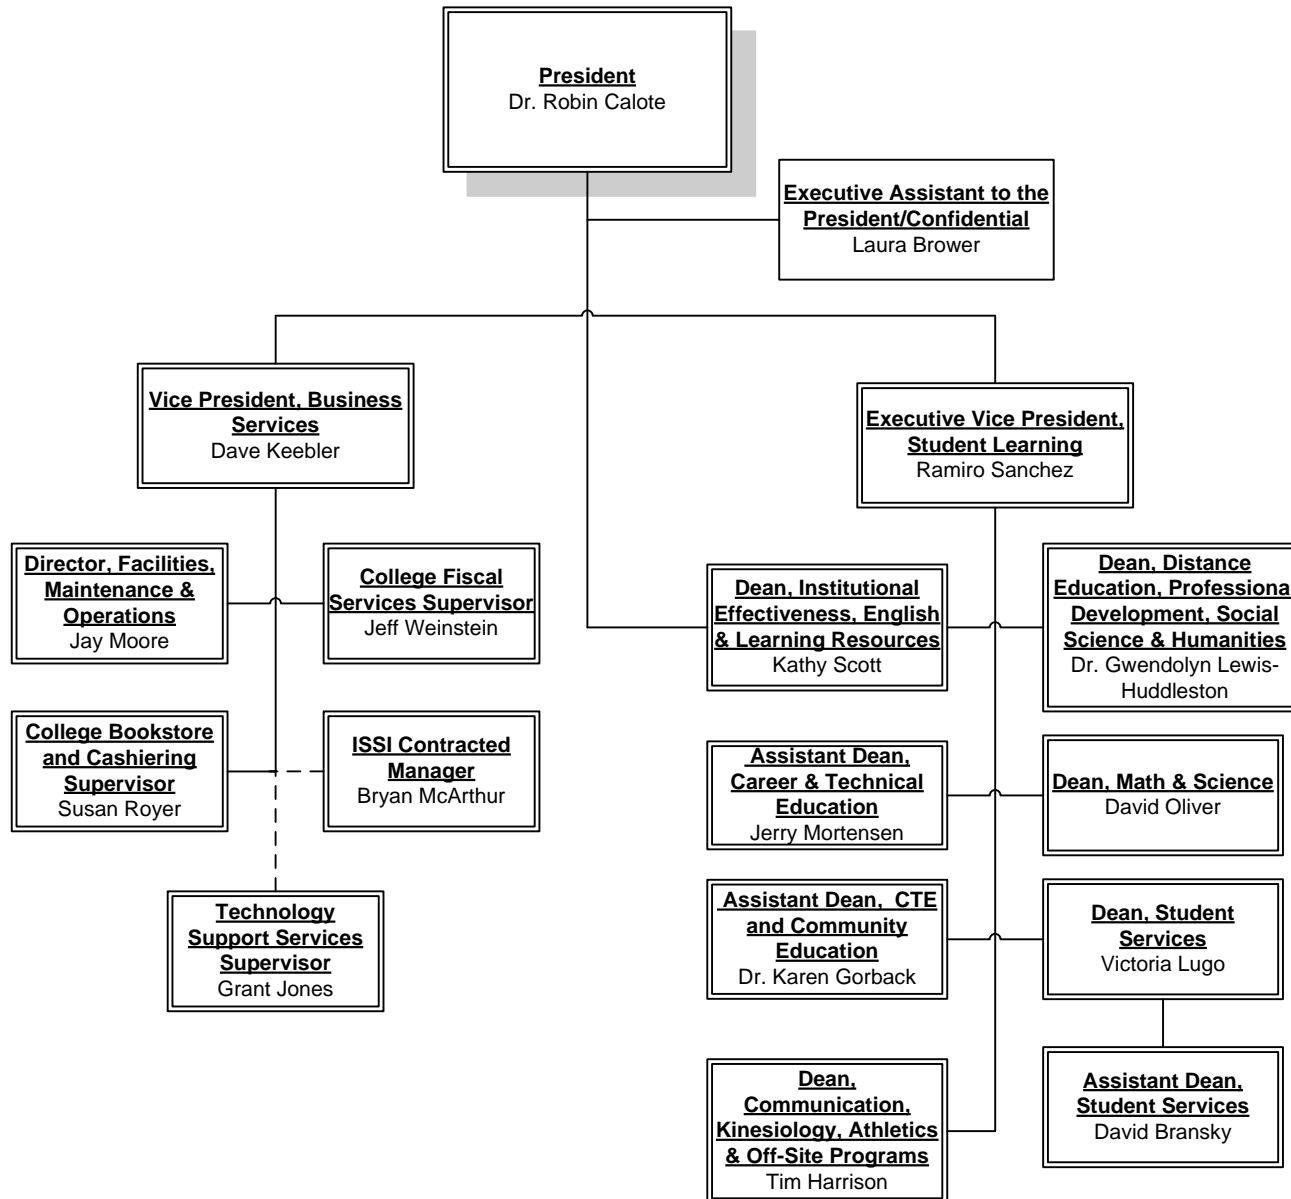 President
Dr. Robin Calote
Executive Assistant to the
President/Confidential
Laura Brower
Vice President, Business
Services
Dave Keebler
Executive Vice President,
Student Learning
Ramiro Sanchez
Director, Facilities,
Maintenance &
Operations
Jay Moore
College Fiscal
Services Supervisor
Jeff Weinstein
Dean, Institutional
Effectiveness, English
& Learning Resources
Kathy Scott
Dean, Distance
Education, Professiona
Development, Social
Science & Humanities
Dr. Gwendolyn Lewis-
Huddleston
College Bookstore
and Cashiering
Supervisor
Susan Royer
ISSI Contracted
Manager
Bryan McArthur
Assistant Dean,
Career & Technical
Education
Jerry Mortensen
Dean, Math & Science
David Oliver
Technology
Support Services
Supervisor
Grant Jones
Assistant Dean, CTE
and Community
Education
Dr. Karen Gorback
Dean, Student
Services
Victoria Lugo
Dean,
Communication,
Kinesiology, Athletics
& Off-Site Programs
Tim Harrison
Assistant Dean,
Student Services
David Bransky